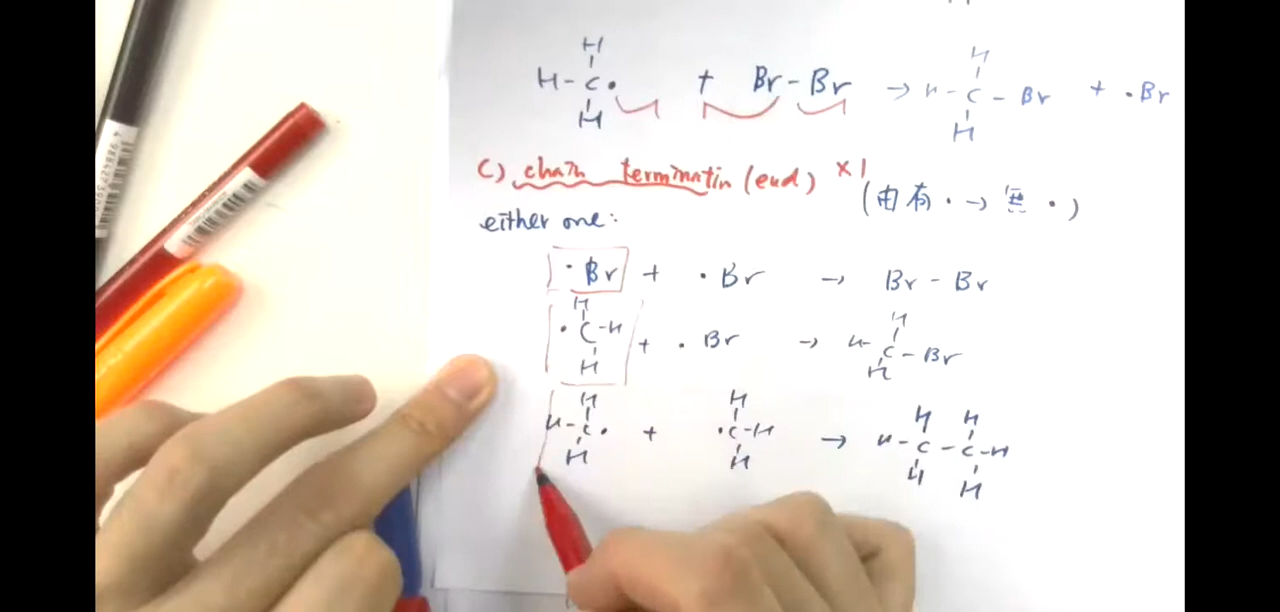 H
H-C• + Br-Br → H-C-Br + •Br
H H
C) chain terminatin (end) ×1
(由有 • → 無 •)
either one:
•Br + •Br → Br-Br
H
•C-H + •Br → H-C-Br
H H
H H H H
H-C• + •C-H → H-C-C-H
H H H H